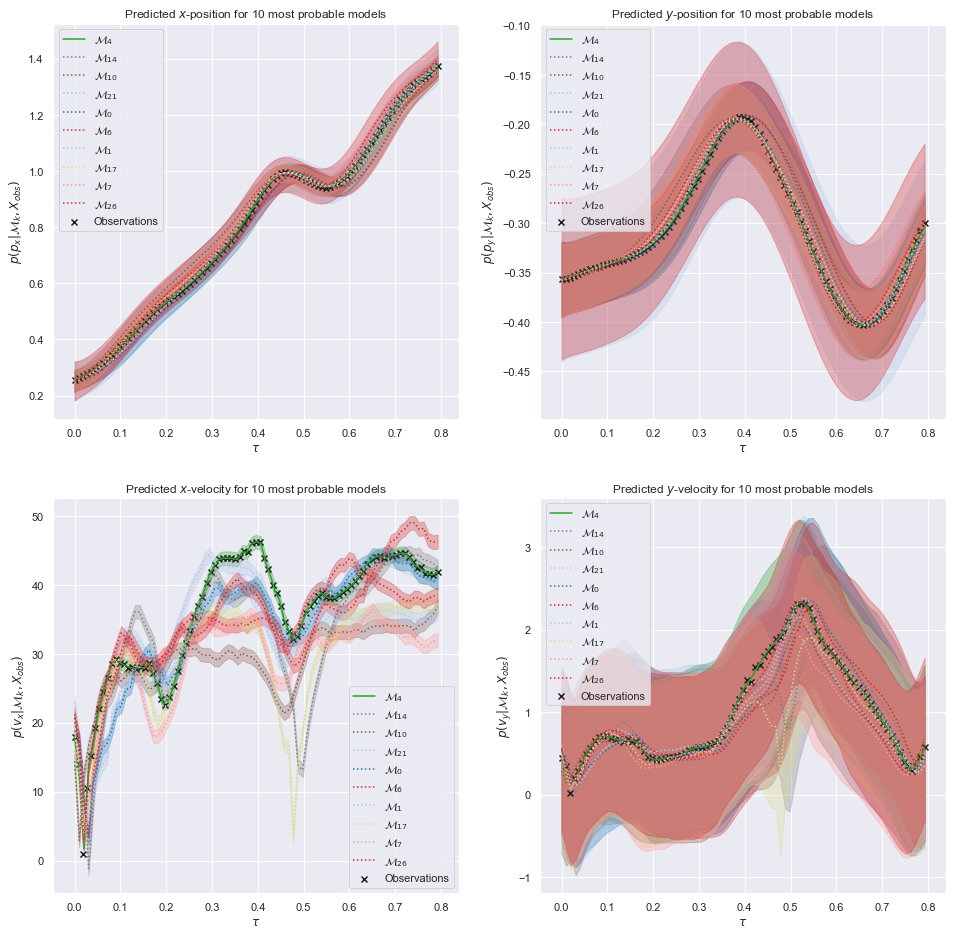 Predicted x-position for 10 most probable models
p(pₓ|ℳₖ, X_obs)
1.4
1.2
1.0
0.8
0.6
0.4
0.2
0.0 0.1 0.2 0.3 0.4 0.5 0.6 0.7 0.8
τ
ℳ₄
ℳ₁₄
ℳ₁₀
ℳ₂₁
ℳ₀
ℳ₆
ℳ₁
ℳ₁₇
ℳ₇
ℳ₂₆
Observations
Predicted y-position for 10 most probable models
p(p_y|ℳₖ, X_obs)
−0.10
−0.15
−0.20
−0.25
−0.30
−0.35
−0.40
−0.45
0.0 0.1 0.2 0.3 0.4 0.5 0.6 0.7 0.8
τ
ℳ₄
ℳ₁₄
ℳ₁₀
ℳ₂₁
ℳ₀
ℳ₆
ℳ₁
ℳ₁₇
ℳ₇
ℳ₂₆
Observations
Predicted x-velocity for 10 most probable models
p(vₓ|ℳₖ, X_obs)
50
40
30
20
10
0
0.0 0.1 0.2 0.3 0.4 0.5 0.6 0.7 0.8
τ
ℳ₄
ℳ₁₄
ℳ₁₀
ℳ₂₁
ℳ₀
ℳ₆
ℳ₁
ℳ₁₇
ℳ₇
ℳ₂₆
Observations
Predicted y-velocity for 10 most probable models
p(v_y|ℳₖ, X_obs)
3
2
1
0
−1
0.0 0.1 0.2 0.3 0.4 0.5 0.6 0.7 0.8
τ
ℳ₄
ℳ₁₄
ℳ₁₀
ℳ₂₁
ℳ₀
ℳ₆
ℳ₁
ℳ₁₇
ℳ₇
ℳ₂₆
Observations